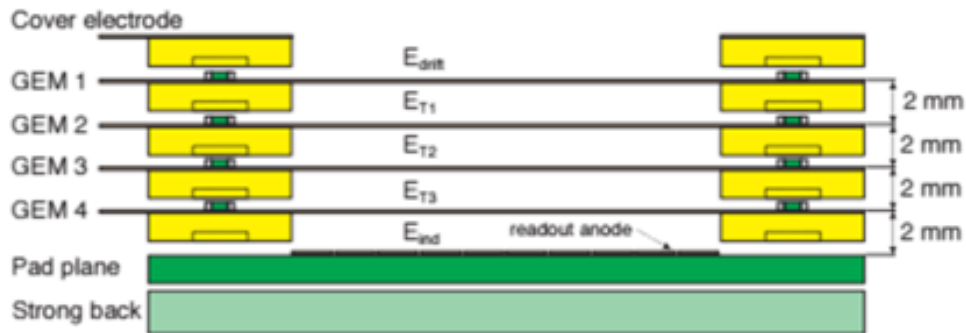 Cover electrode
E_drift
GEM 1
E_T1
2 mm
GEM 2
E_T2
2 mm
GEM 3
E_T3
2 mm
GEM 4
E_ind
readout anode
2 mm
Pad plane
Strong back